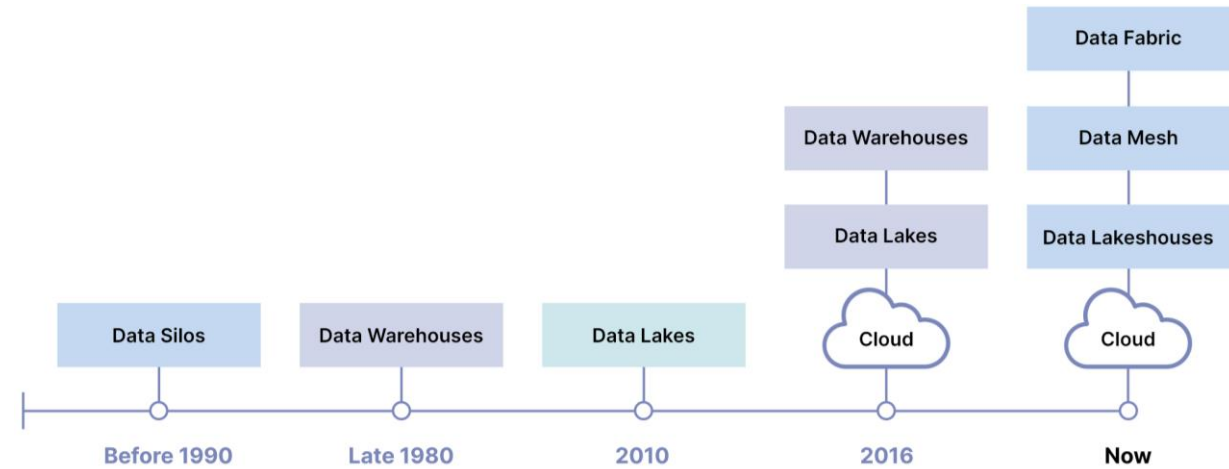 Data Fabric
Data Warehouses
Data Mesh
Data Lakes
Data Lakeshouses
Data Silos
Data Warehouses
Data Lakes
Cloud
Cloud
Before 1990
Late 1980
2010
2016
Now